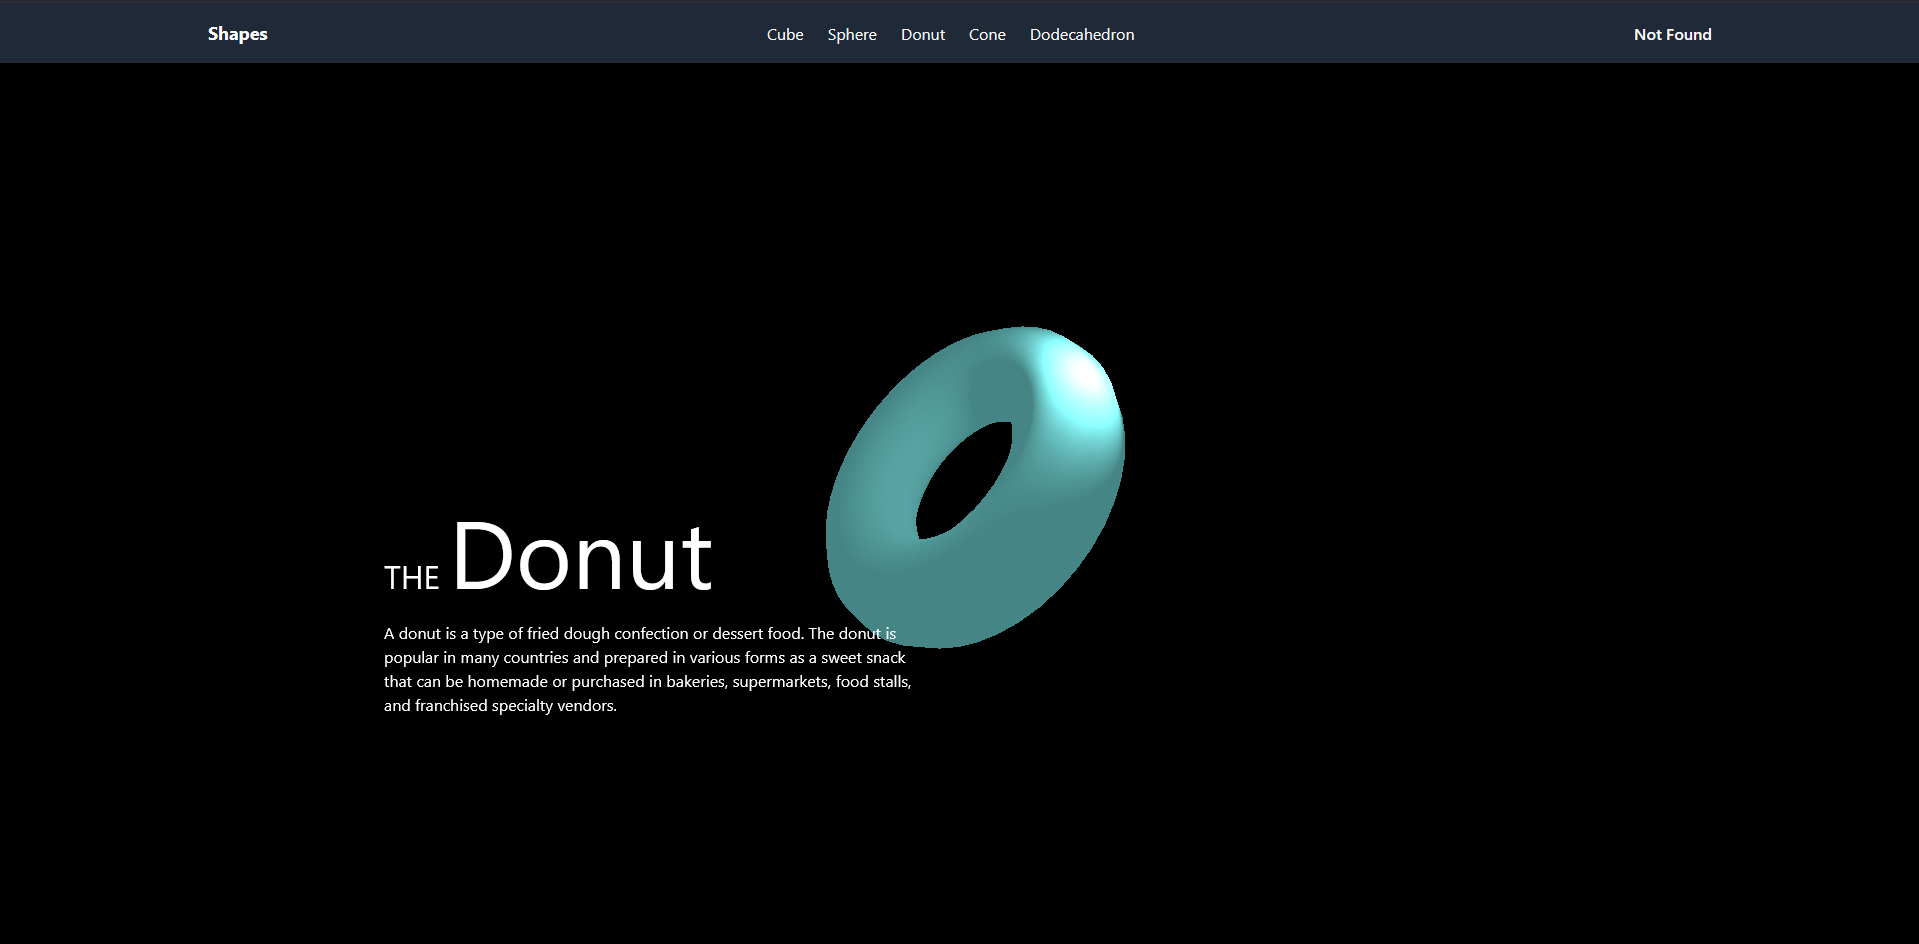 Shapes Cube Sphere Donut Cone Dodecahedron Not Found
THE Donut
A donut is a type of fried dough confection or dessert food. The donut is
popular in many countries and prepared in various forms as a sweet snack
that can be homemade or purchased in bakeries, supermarkets, food stalls,
and franchised specialty vendors.